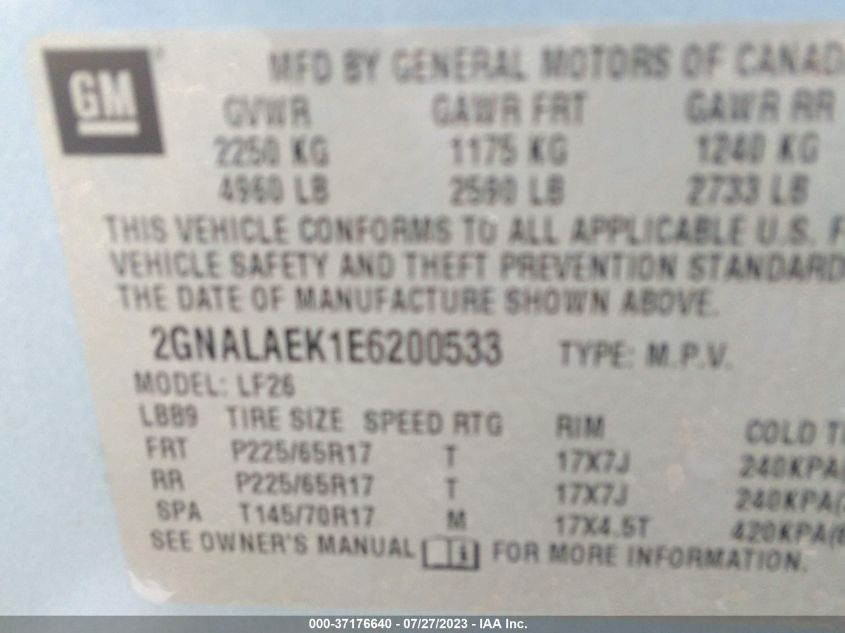 GM MFD BY GENERAL MOTORS OF CANAD
GVWR GAWR FRT GAWR RR
2250 KG 1175 KG 1240 KG
4960 LB 2590 LB 2733 LB
THIS VEHICLE CONFORMS TO ALL APPLICABLE U.S. F
VEHICLE SAFETY AND THEFT PREVENTION STANDARD
THE DATE OF MANUFACTURE SHOWN ABOVE.
2GNALAEK1E6200533 TYPE: M.P.V.
MODEL: LF26
LBB9 TIRE SIZE SPEED RTG RIM COLD TI
FRT P225/65R17 T 17X7J 240KPA(
RR P225/65R17 T 17X7J 240KPA(
SPA T145/70R17 M 17X4.5T 420KPA(6
SEE OWNER'S MANUAL FOR MORE INFORMATION.
000-37176640 - 07/27/2023 - IAA Inc.